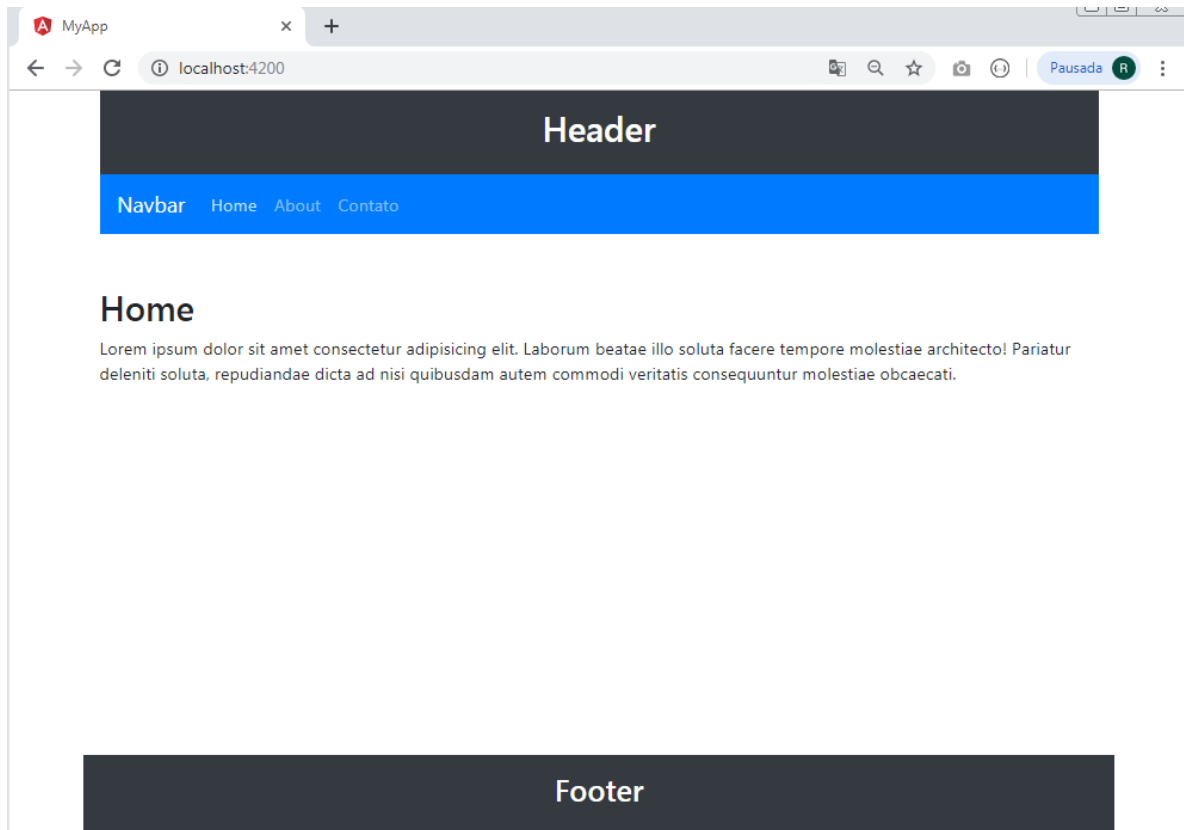 MyApp
localhost:4200
Pausada R
Header
Navbar Home About Contato
Home
Lorem ipsum dolor sit amet consectetur adipisicing elit. Laborum beatae illo soluta facere tempore molestiae architecto! Pariatur
deleniti soluta, repudiandae dicta ad nisi quibusdam autem commodi veritatis consequuntur molestiae obcaecati.
Footer